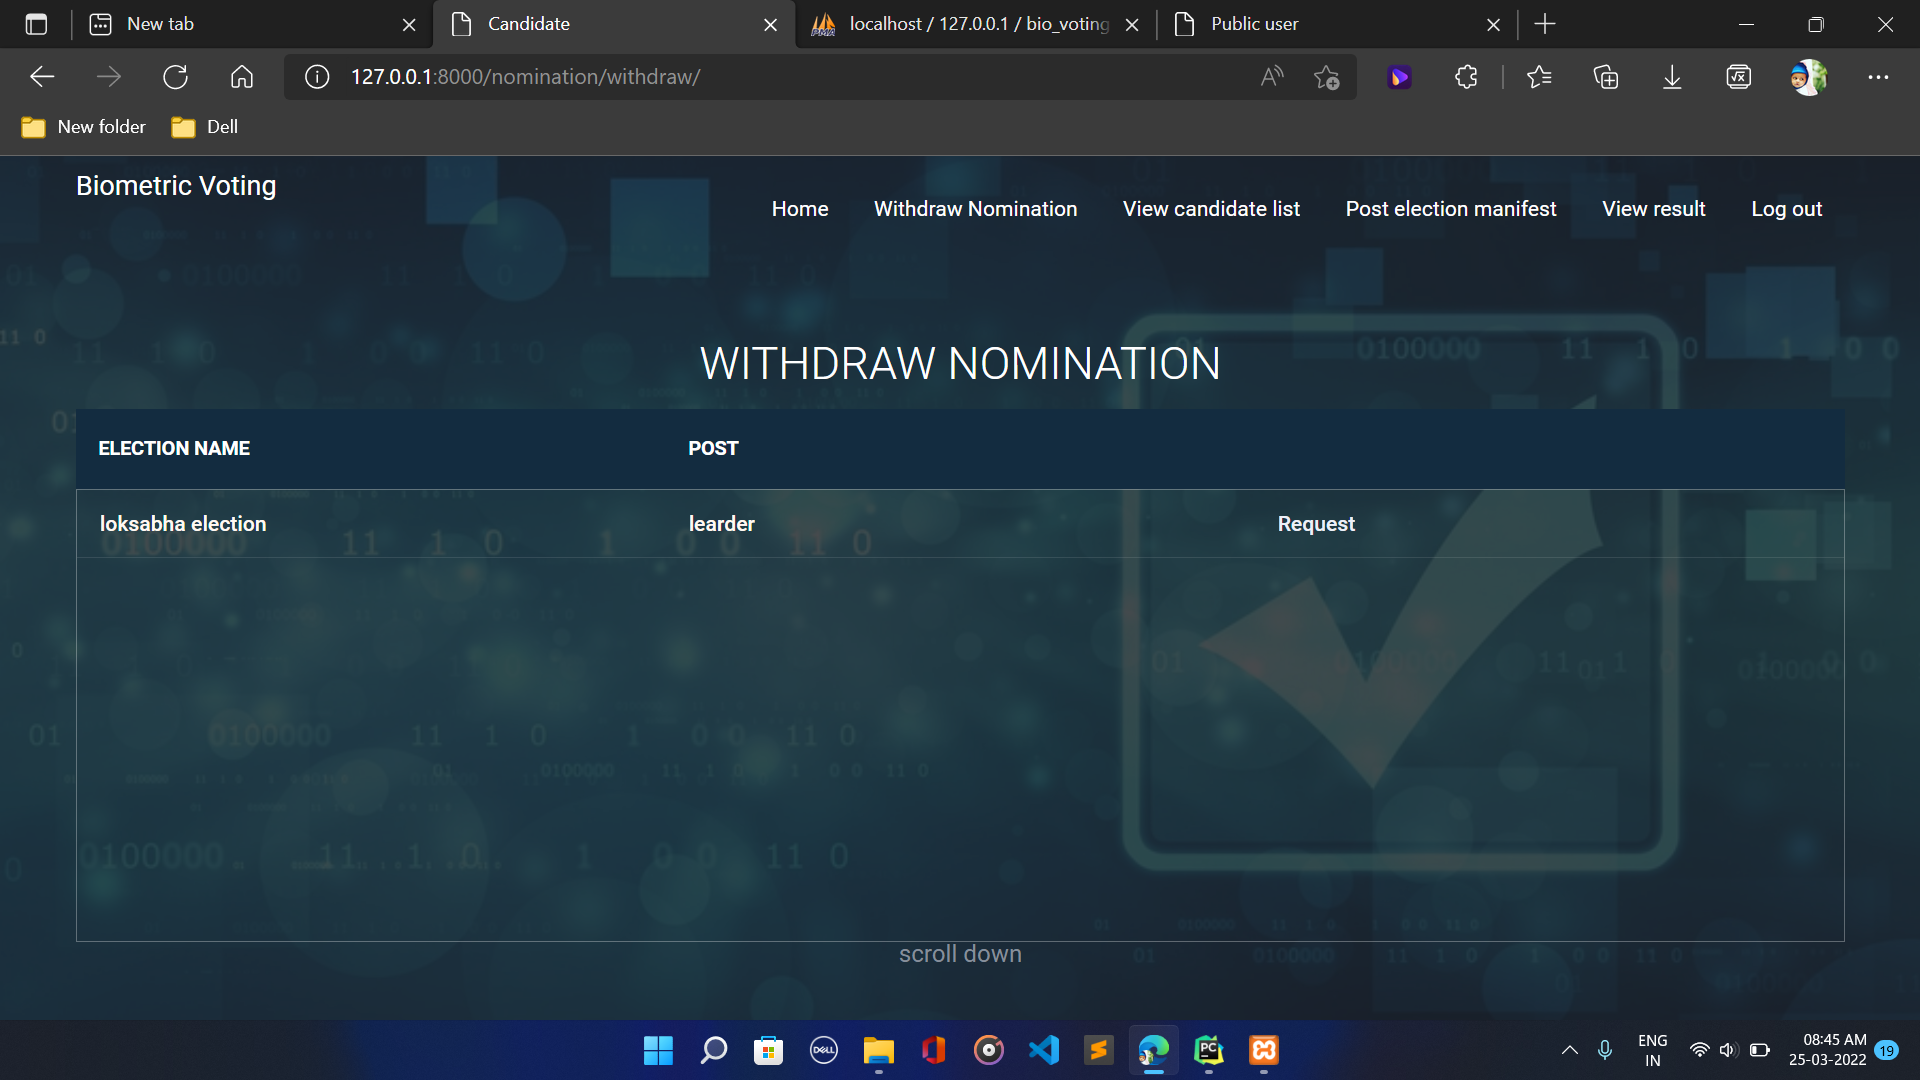 New tab
Candidate
localhost / 127.0.0.1 / bio_voting
Public user
127.0.0.1:8000/nomination/withdraw/
New folder
Dell
Biometric Voting
Home
Withdraw Nomination
View candidate list
Post election manifest
View result
Log out
WITHDRAW NOMINATION
ELECTION NAME
POST
loksabha election
learder
Request
scroll down
ENG
IN
08:45 AM
25-03-2022
19